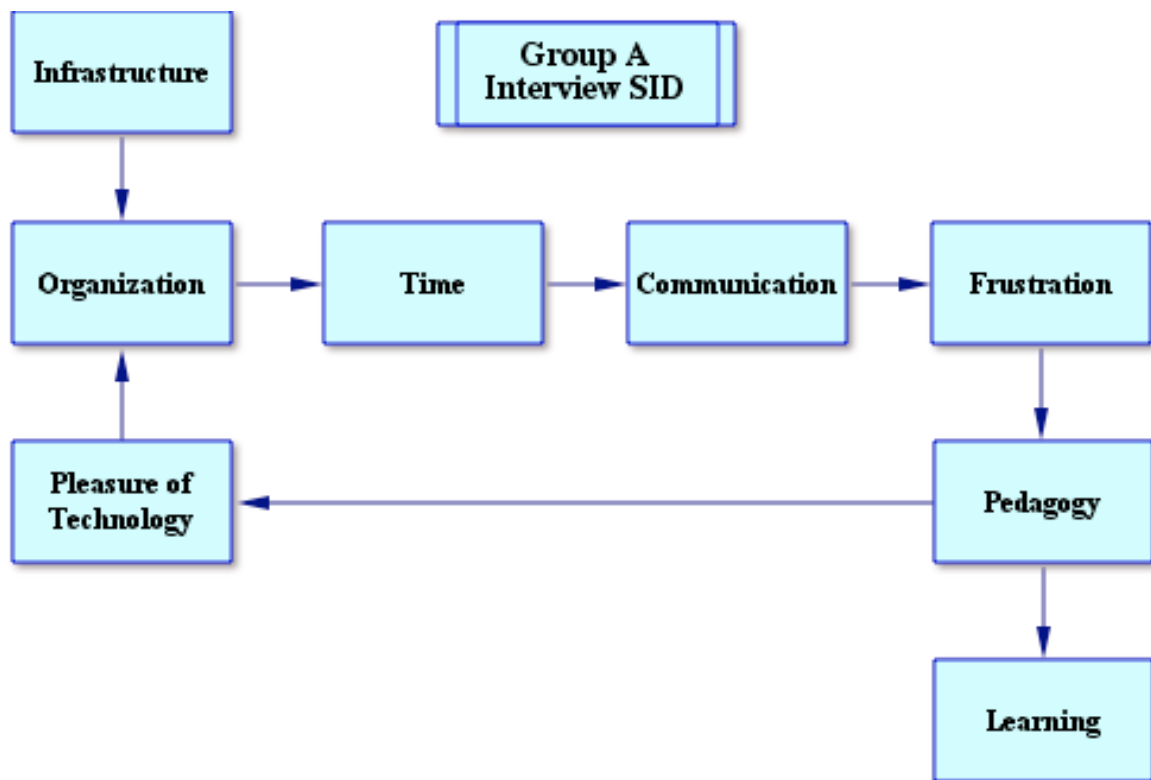 Infrastructure
Group A
Interview SID
Organization
Time
Communication
Frustration
Pleasure of
Technology
Pedagogy
Learning